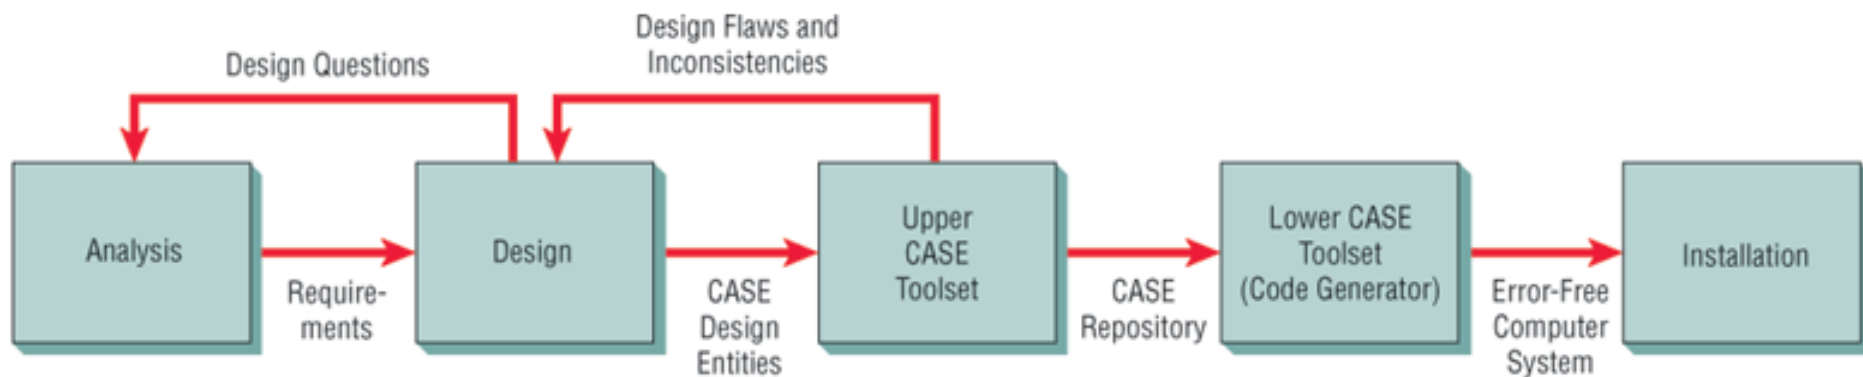 Design Questions
Design Flaws and
Inconsistencies
Analysis
Require-
ments
Design
CASE
Design
Entities
Upper
CASE
Toolset
CASE
Repository
Lower CASE
Toolset
(Code Generator)
Error-Free
Computer
System
Installation